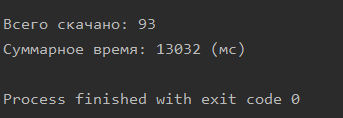 Всего скачано: 93
Суммарное время: 13032 (мс)
Process finished with exit code 0